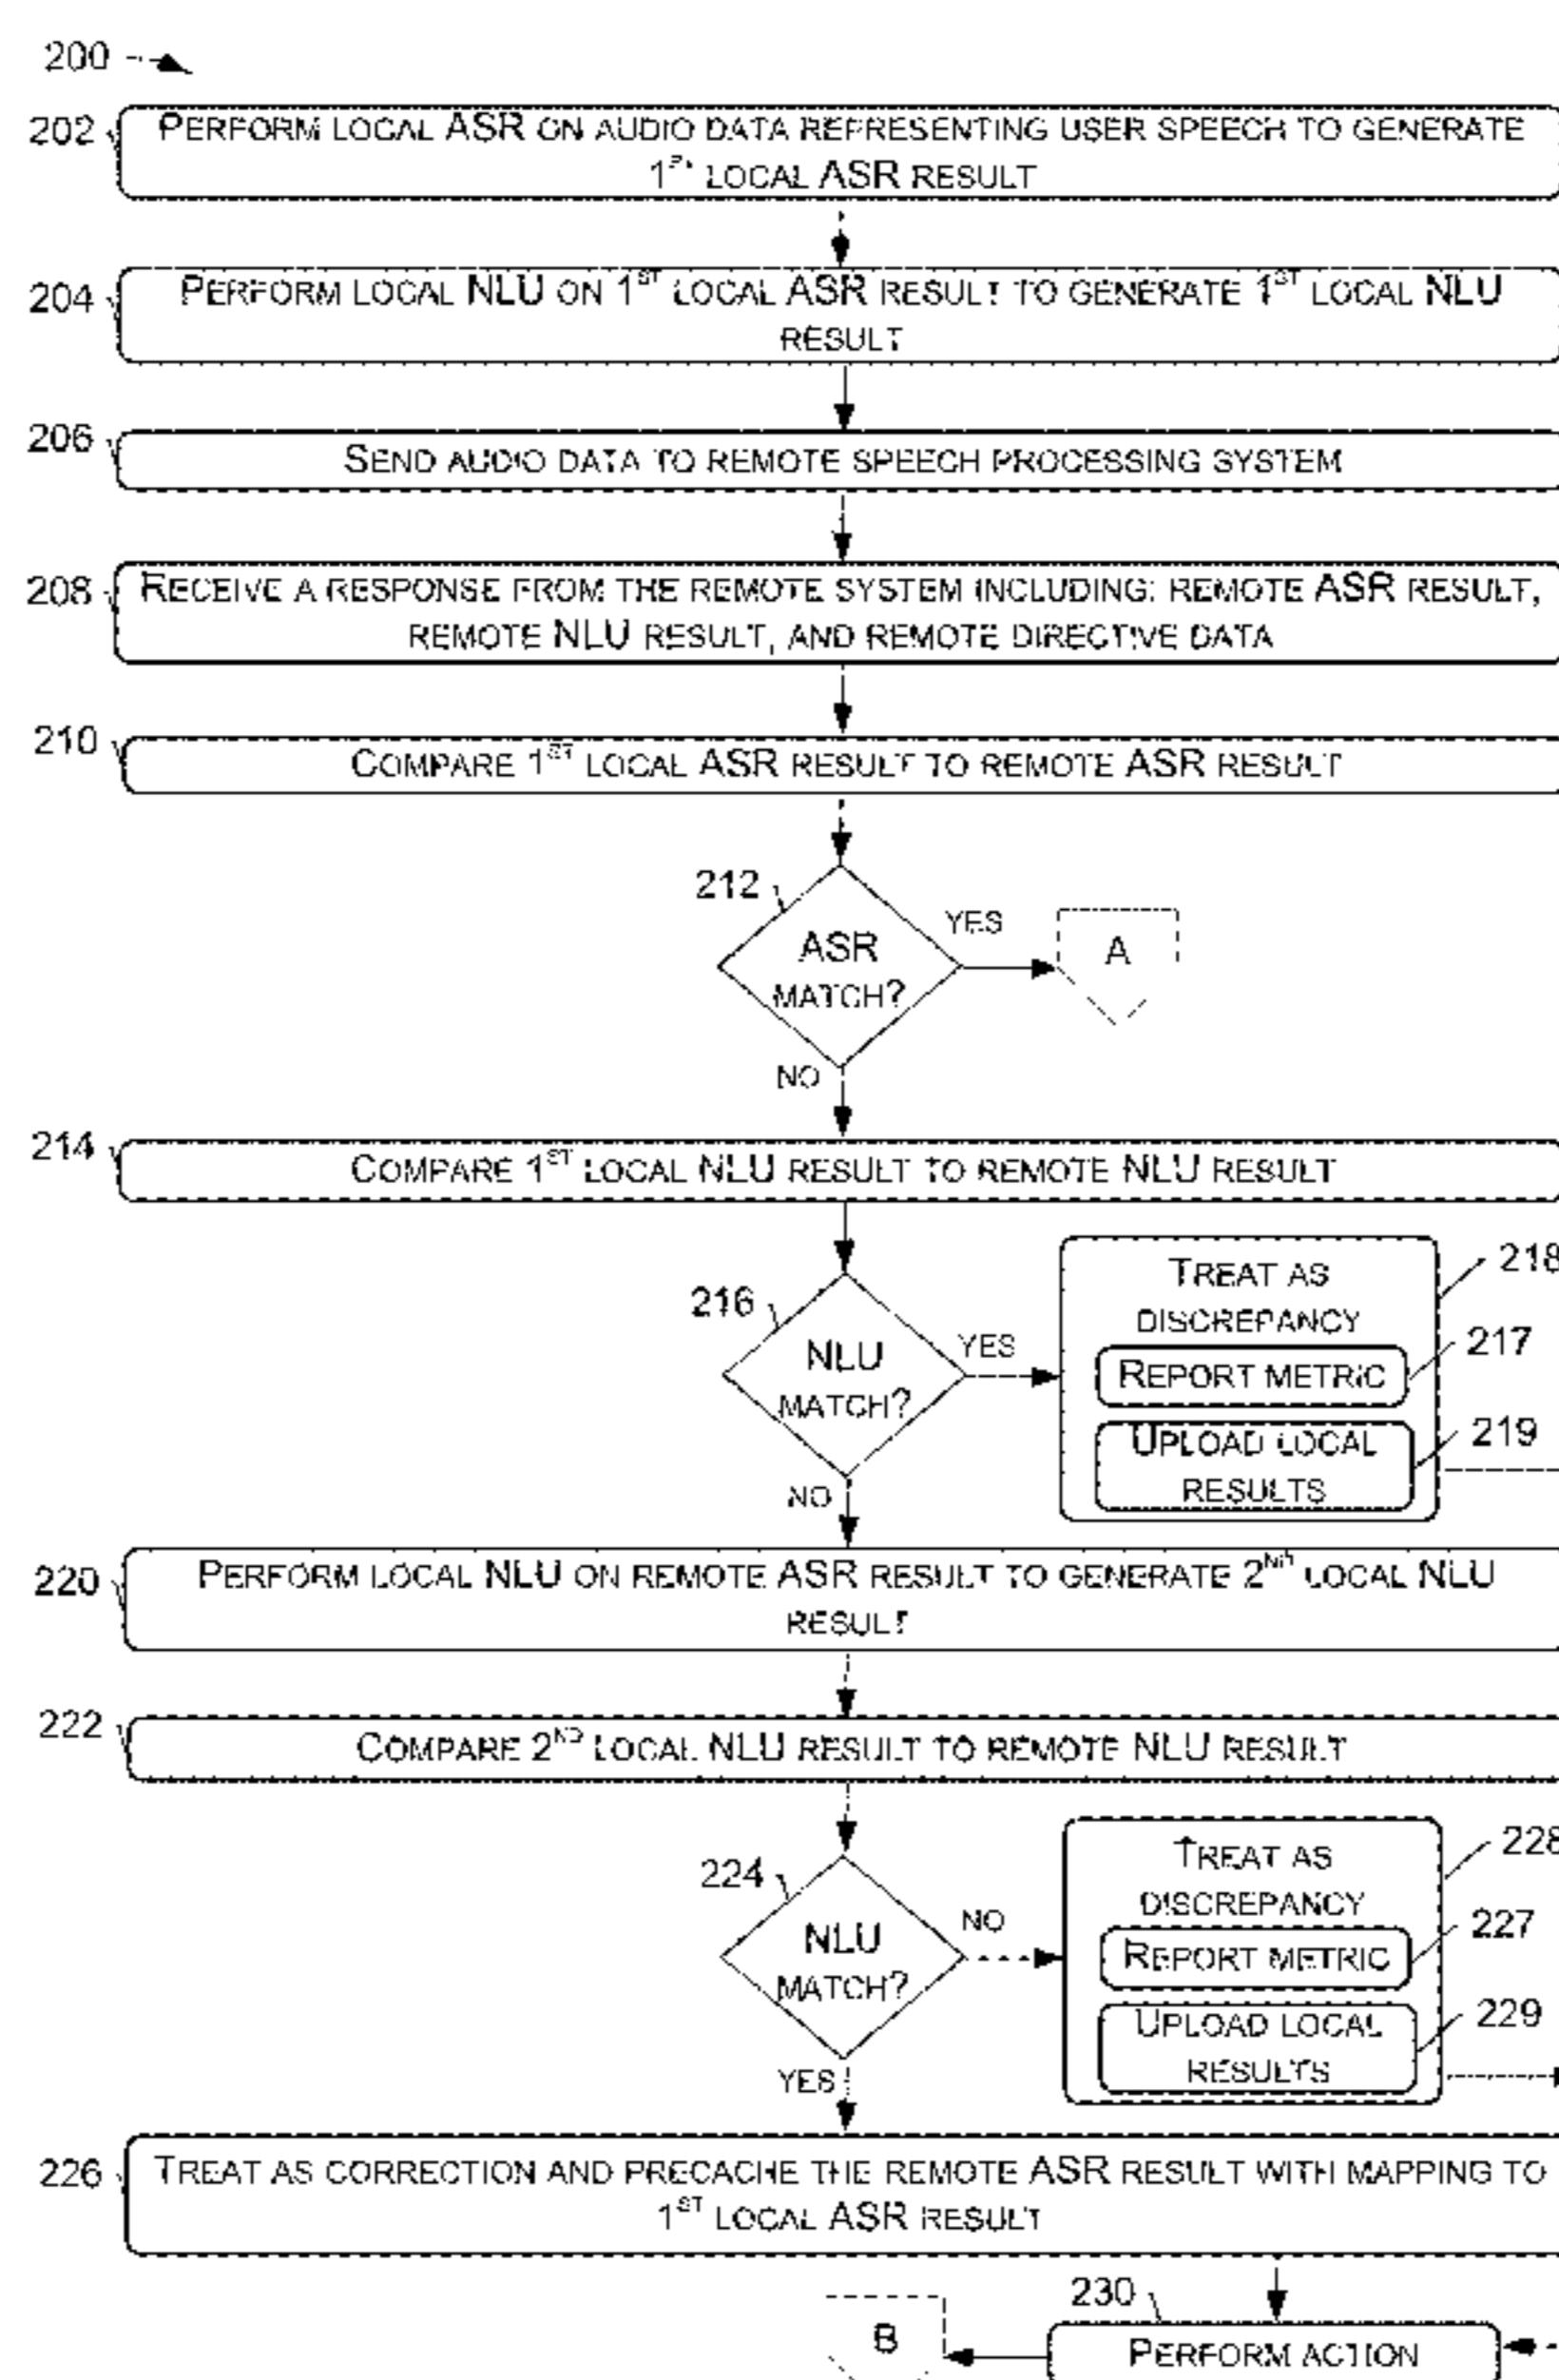 200
202
PERFORM LOCAL ASR ON AUDIO DATA REPRESENTING USER SPEECH TO GENERATE
1ST LOCAL ASR RESULT
204
PERFORM LOCAL NLU ON 1ST LOCAL ASR RESULT TO GENERATE 1ST LOCAL NLU
RESULT
206
SEND AUDIO DATA TO REMOTE SPEECH PROCESSING SYSTEM
208
RECEIVE A RESPONSE FROM THE REMOTE SYSTEM INCLUDING: REMOTE ASR RESULT,
REMOTE NLU RESULT, AND REMOTE DIRECTIVE DATA
210
COMPARE 1ST LOCAL ASR RESULT TO REMOTE ASR RESULT
212
ASR
MATCH?
YES
A
NO
214
COMPARE 1ST LOCAL NLU RESULT TO REMOTE NLU RESULT
216
NLU
MATCH?
YES
TREAT AS
DISCREPANCY
218
REPORT METRIC
217
UPLOAD LOCAL
RESULTS
219
NO
220
PERFORM LOCAL NLU ON REMOTE ASR RESULT TO GENERATE 2ND LOCAL NLU
RESULT
222
COMPARE 2ND LOCAL NLU RESULT TO REMOTE NLU RESULT
224
NLU
MATCH?
NO
TREAT AS
DISCREPANCY
228
REPORT METRIC
227
UPLOAD LOCAL
RESULTS
229
YES
226
TREAT AS CORRECTION AND PRECACHE THE REMOTE ASR RESULT WITH MAPPING TO
1ST LOCAL ASR RESULT
230
B
PERFORM ACTION